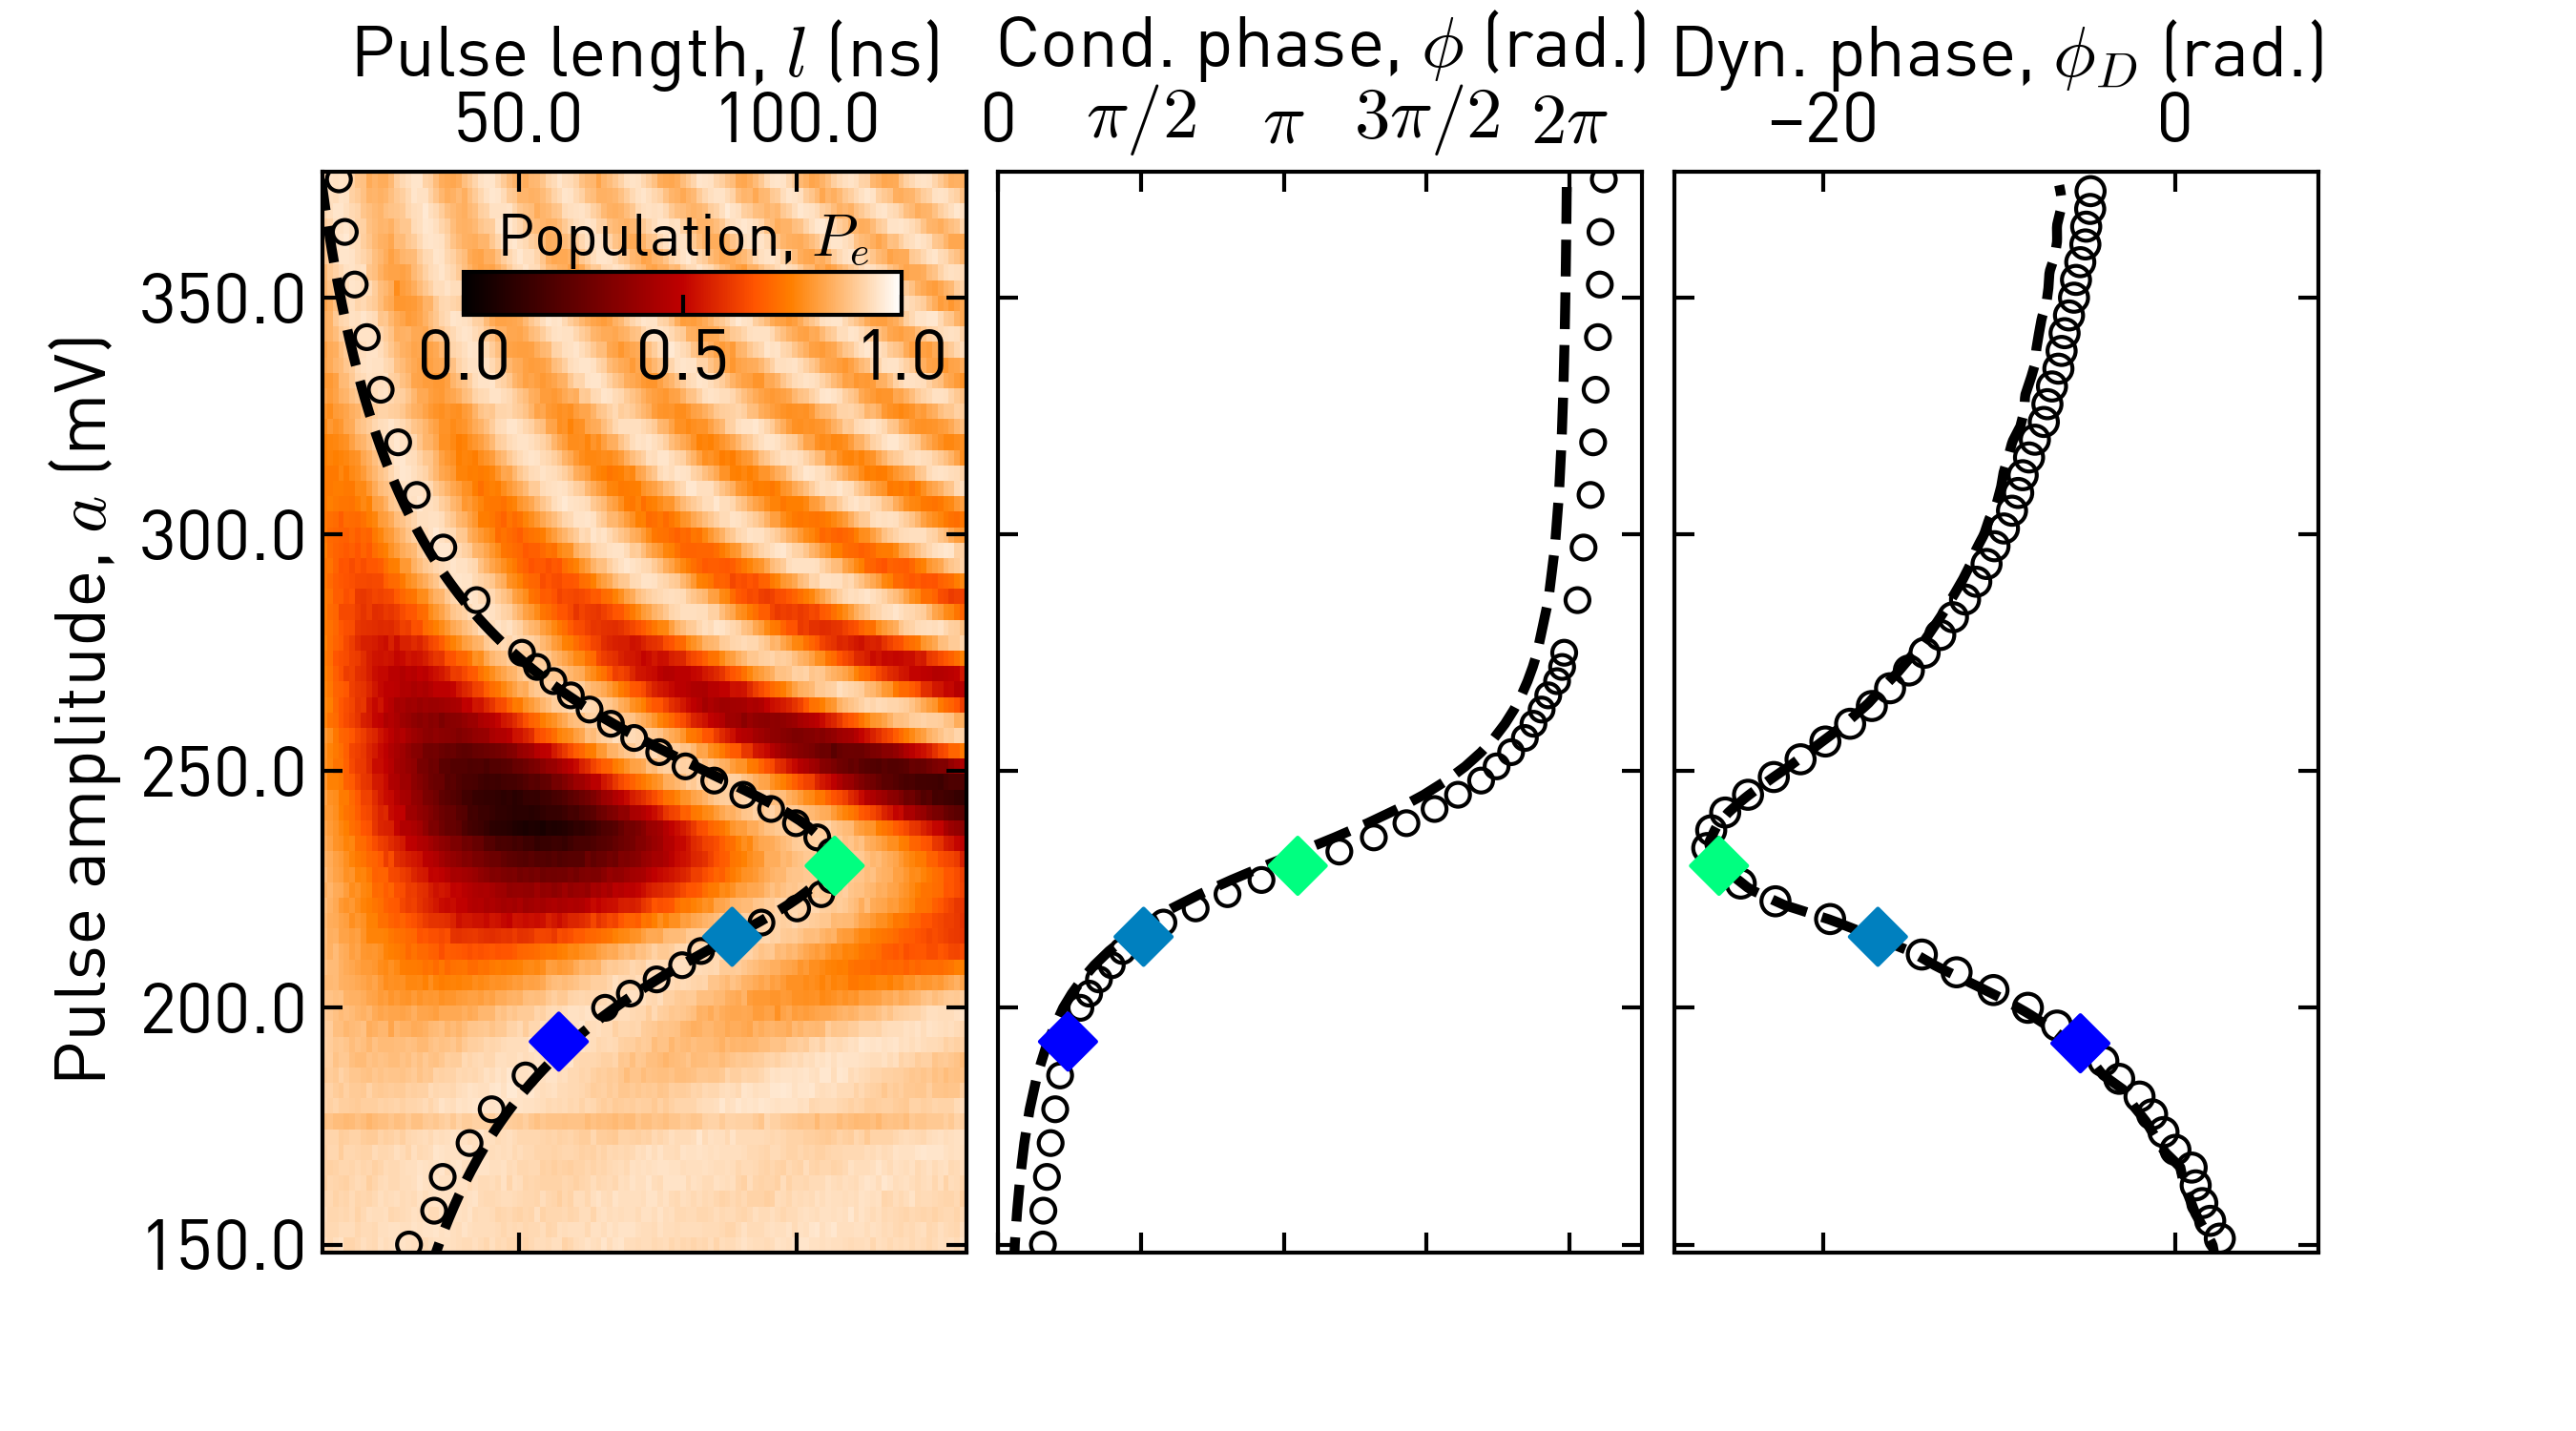 Pulse length, l (ns)
50.0 100.0
Cond. phase, ϕ (rad.)
0 π/2 π 3π/2 2π
Dyn. phase, ϕ_D (rad.)
−20 0
Pulse amplitude, a (mV)
350.0
300.0
250.0
200.0
150.0
Population, P_e
0.0 0.5 1.0